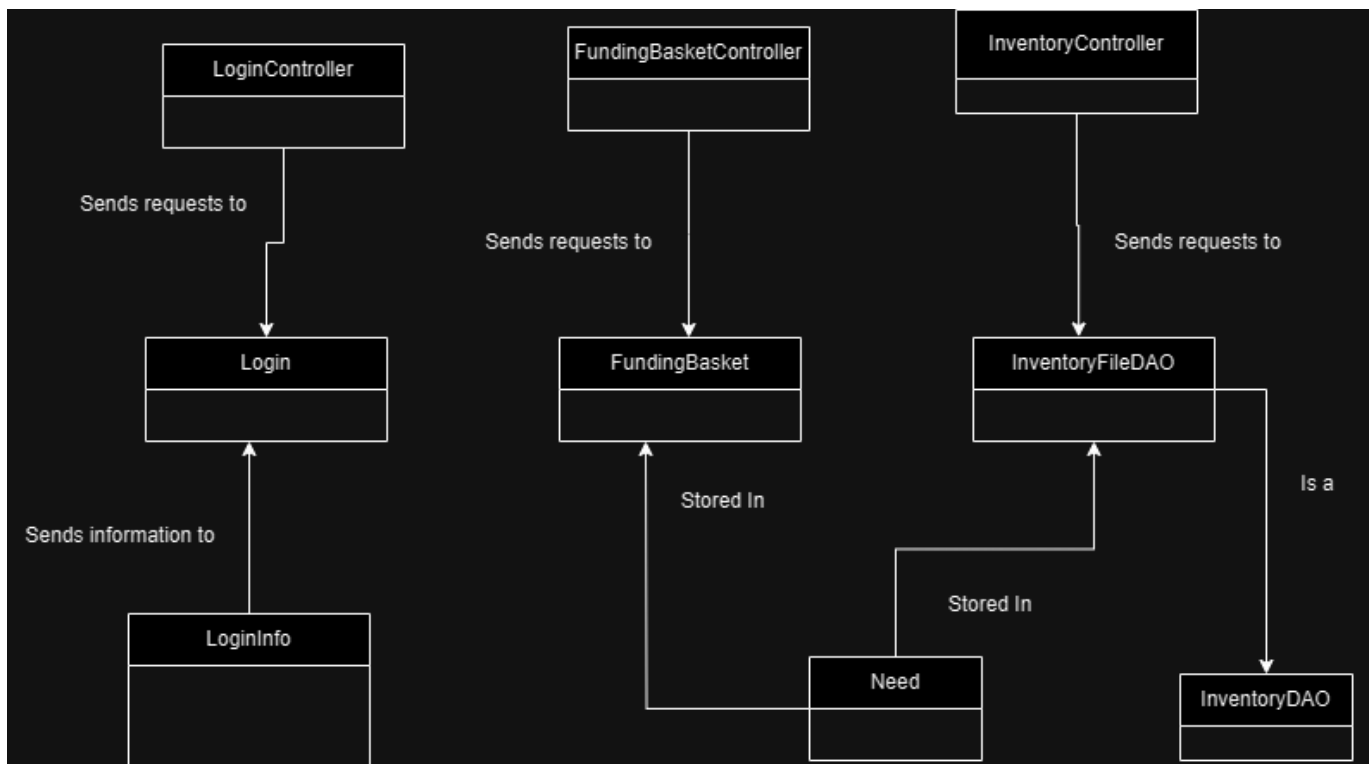 LoginController
FundingBasketController
InventoryController
Sends requests to
Sends requests to
Sends requests to
Login
FundingBasket
InventoryFileDAO
Stored In
Is a
Sends information to
Stored In
LoginInfo
Need
InventoryDAO